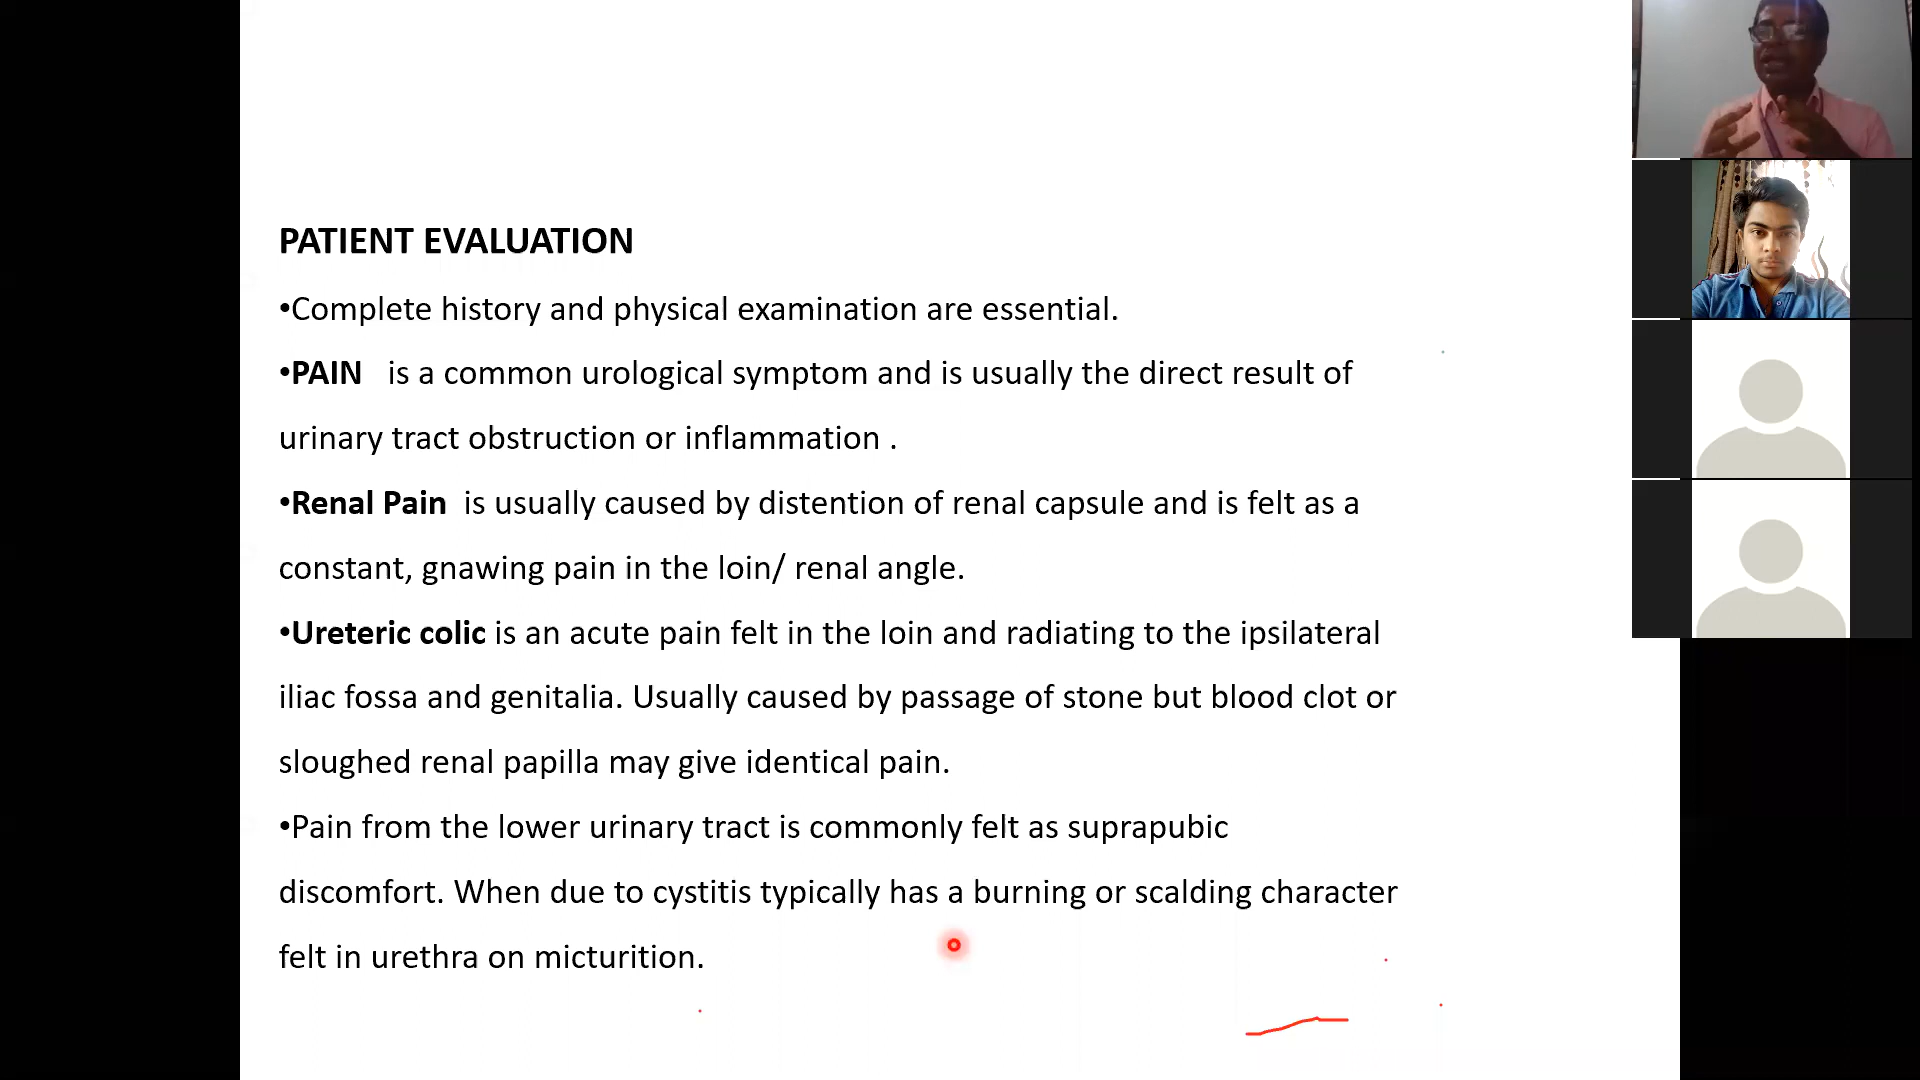 PATIENT EVALUATION
•Complete history and physical examination are essential.
•PAIN is a common urological symptom and is usually the direct result of
urinary tract obstruction or inflammation .
•Renal Pain is usually caused by distention of renal capsule and is felt as a
constant, gnawing pain in the loin/ renal angle.
•Ureteric colic is an acute pain felt in the loin and radiating to the ipsilateral
iliac fossa and genitalia. Usually caused by passage of stone but blood clot or
sloughed renal papilla may give identical pain.
•Pain from the lower urinary tract is commonly felt as suprapubic
discomfort. When due to cystitis typically has a burning or scalding character
felt in urethra on micturition.